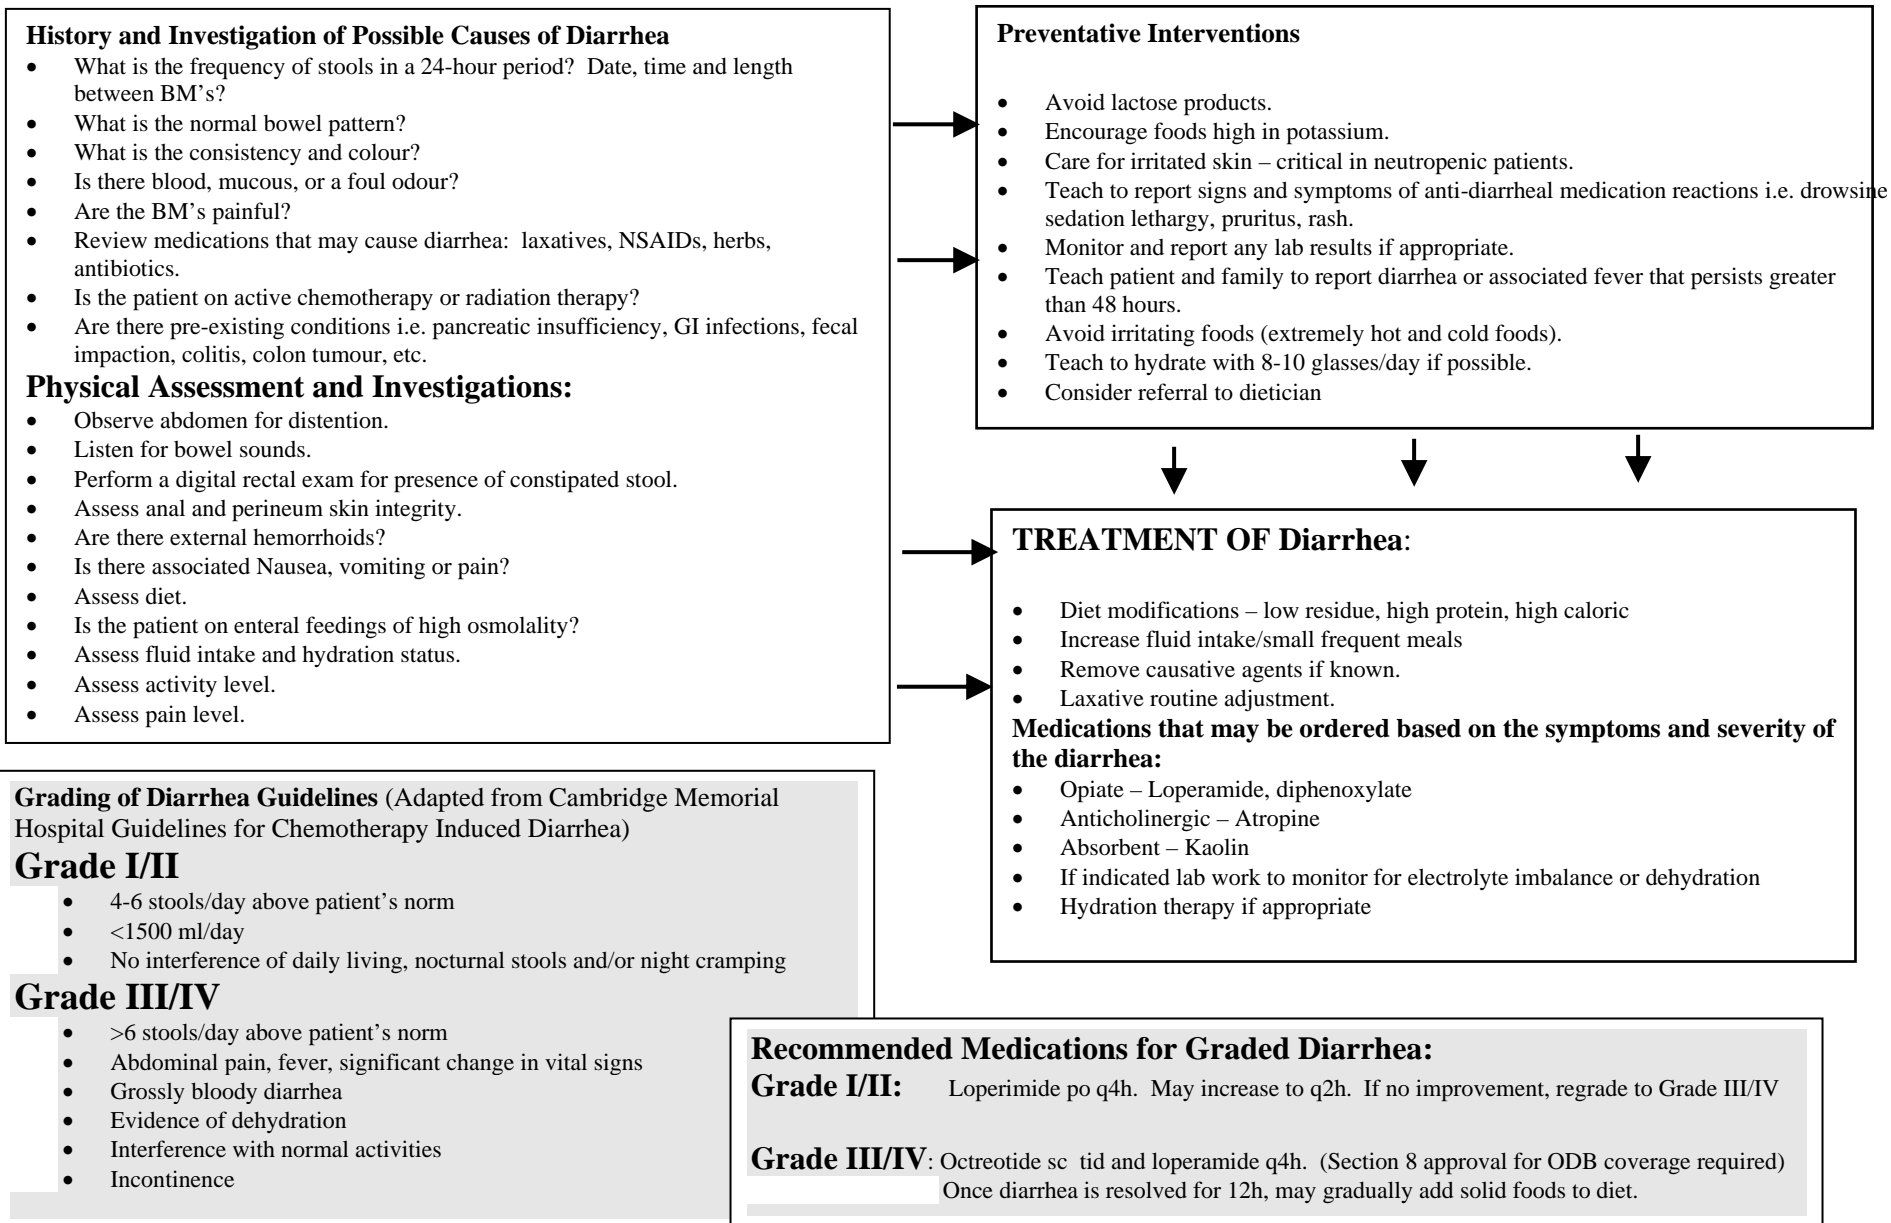 History and Investigation of Possible Causes of Diarrhea
• What is the frequency of stools in a 24-hour period? Date, time and length
between BM's?
• What is the normal bowel pattern?
• What is the consistency and colour?
• Is there blood, mucous, or a foul odour?
• Are the BM's painful?
• Review medications that may cause diarrhea: laxatives, NSAIDs, herbs,
antibiotics.
• Is the patient on active chemotherapy or radiation therapy?
• Are there pre-existing conditions i.e. pancreatic insufficiency, GI infections, fecal
impaction, colitis, colon tumour, etc.
Physical Assessment and Investigations:
• Observe abdomen for distention.
• Listen for bowel sounds.
• Perform a digital rectal exam for presence of constipated stool.
• Assess anal and perineum skin integrity.
• Are there external hemorrhoids?
• Is there associated Nausea, vomiting or pain?
• Assess diet.
• Is the patient on enteral feedings of high osmolality?
• Assess fluid intake and hydration status.
• Assess activity level.
• Assess pain level.
Preventative Interventions
• Avoid lactose products.
• Encourage foods high in potassium.
• Care for irritated skin – critical in neutropenic patients.
• Teach to report signs and symptoms of anti-diarrheal medication reactions i.e. drowsine
sedation lethargy, pruritus, rash.
• Monitor and report any lab results if appropriate.
• Teach patient and family to report diarrhea or associated fever that persists greater
than 48 hours.
• Avoid irritating foods (extremely hot and cold foods).
• Teach to hydrate with 8-10 glasses/day if possible.
• Consider referral to dietician
TREATMENT OF Diarrhea:
• Diet modifications – low residue, high protein, high caloric
• Increase fluid intake/small frequent meals
• Remove causative agents if known.
• Laxative routine adjustment.
Medications that may be ordered based on the symptoms and severity of
the diarrhea:
• Opiate – Loperamide, diphenoxylate
• Anticholinergic – Atropine
• Absorbent – Kaolin
• If indicated lab work to monitor for electrolyte imbalance or dehydration
• Hydration therapy if appropriate
Grading of Diarrhea Guidelines (Adapted from Cambridge Memorial
Hospital Guidelines for Chemotherapy Induced Diarrhea)
Grade I/II
• 4-6 stools/day above patient's norm
• <1500 ml/day
• No interference of daily living, nocturnal stools and/or night cramping
Grade III/IV
• >6 stools/day above patient's norm
• Abdominal pain, fever, significant change in vital signs
• Grossly bloody diarrhea
• Evidence of dehydration
• Interference with normal activities
• Incontinence
Recommended Medications for Graded Diarrhea:
Grade I/II: Loperimide po q4h. May increase to q2h. If no improvement, regrade to Grade III/IV
Grade III/IV: Octreotide sc tid and loperamide q4h. (Section 8 approval for ODB coverage required)
Once diarrhea is resolved for 12h, may gradually add solid foods to diet.